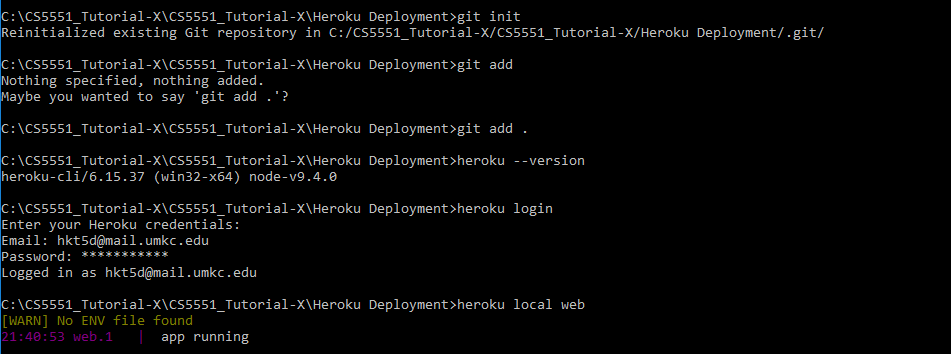 C:\CS5551_Tutorial-X\CS5551_Tutorial-X\Heroku Deployment>git init
Reinitialized existing Git repository in C:/CS5551_Tutorial-X/CS5551_Tutorial-X/Heroku Deployment/.git/
C:\CS5551_Tutorial-X\CS5551_Tutorial-X\Heroku Deployment>git add
Nothing specified, nothing added.
Maybe you wanted to say 'git add .'?
C:\CS5551_Tutorial-X\CS5551_Tutorial-X\Heroku Deployment>git add .
C:\CS5551_Tutorial-X\CS5551_Tutorial-X\Heroku Deployment>heroku --version
heroku-cli/6.15.37 (win32-x64) node-v9.4.0
C:\CS5551_Tutorial-X\CS5551_Tutorial-X\Heroku Deployment>heroku login
Enter your Heroku credentials:
Email: hkt5d@mail.umkc.edu
Password: ***********
Logged in as hkt5d@mail.umkc.edu
C:\CS5551_Tutorial-X\CS5551_Tutorial-X\Heroku Deployment>heroku local web
[WARN] No ENV file found
21:40:53 web.1   |  app running